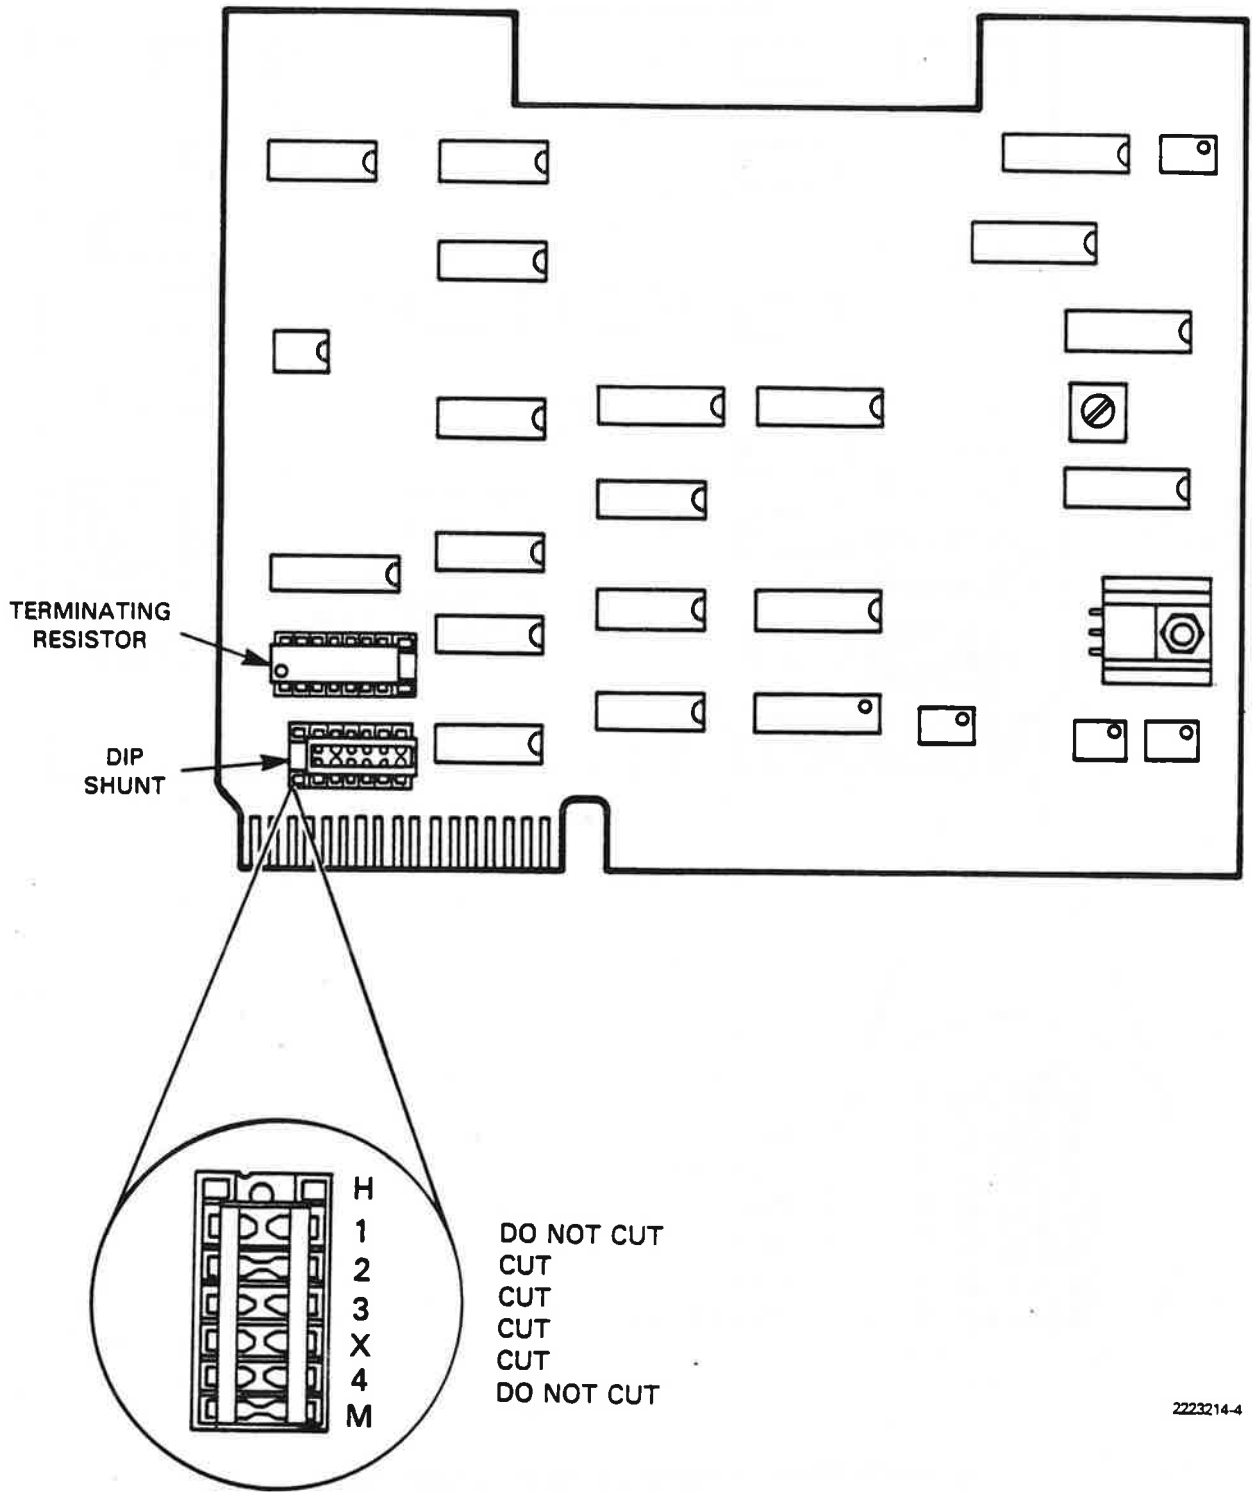 TERMINATING
RESISTOR
DIP
SHUNT
H
1 DO NOT CUT
2 CUT
3 CUT
X CUT
4 CUT
M DO NOT CUT
2223214-4